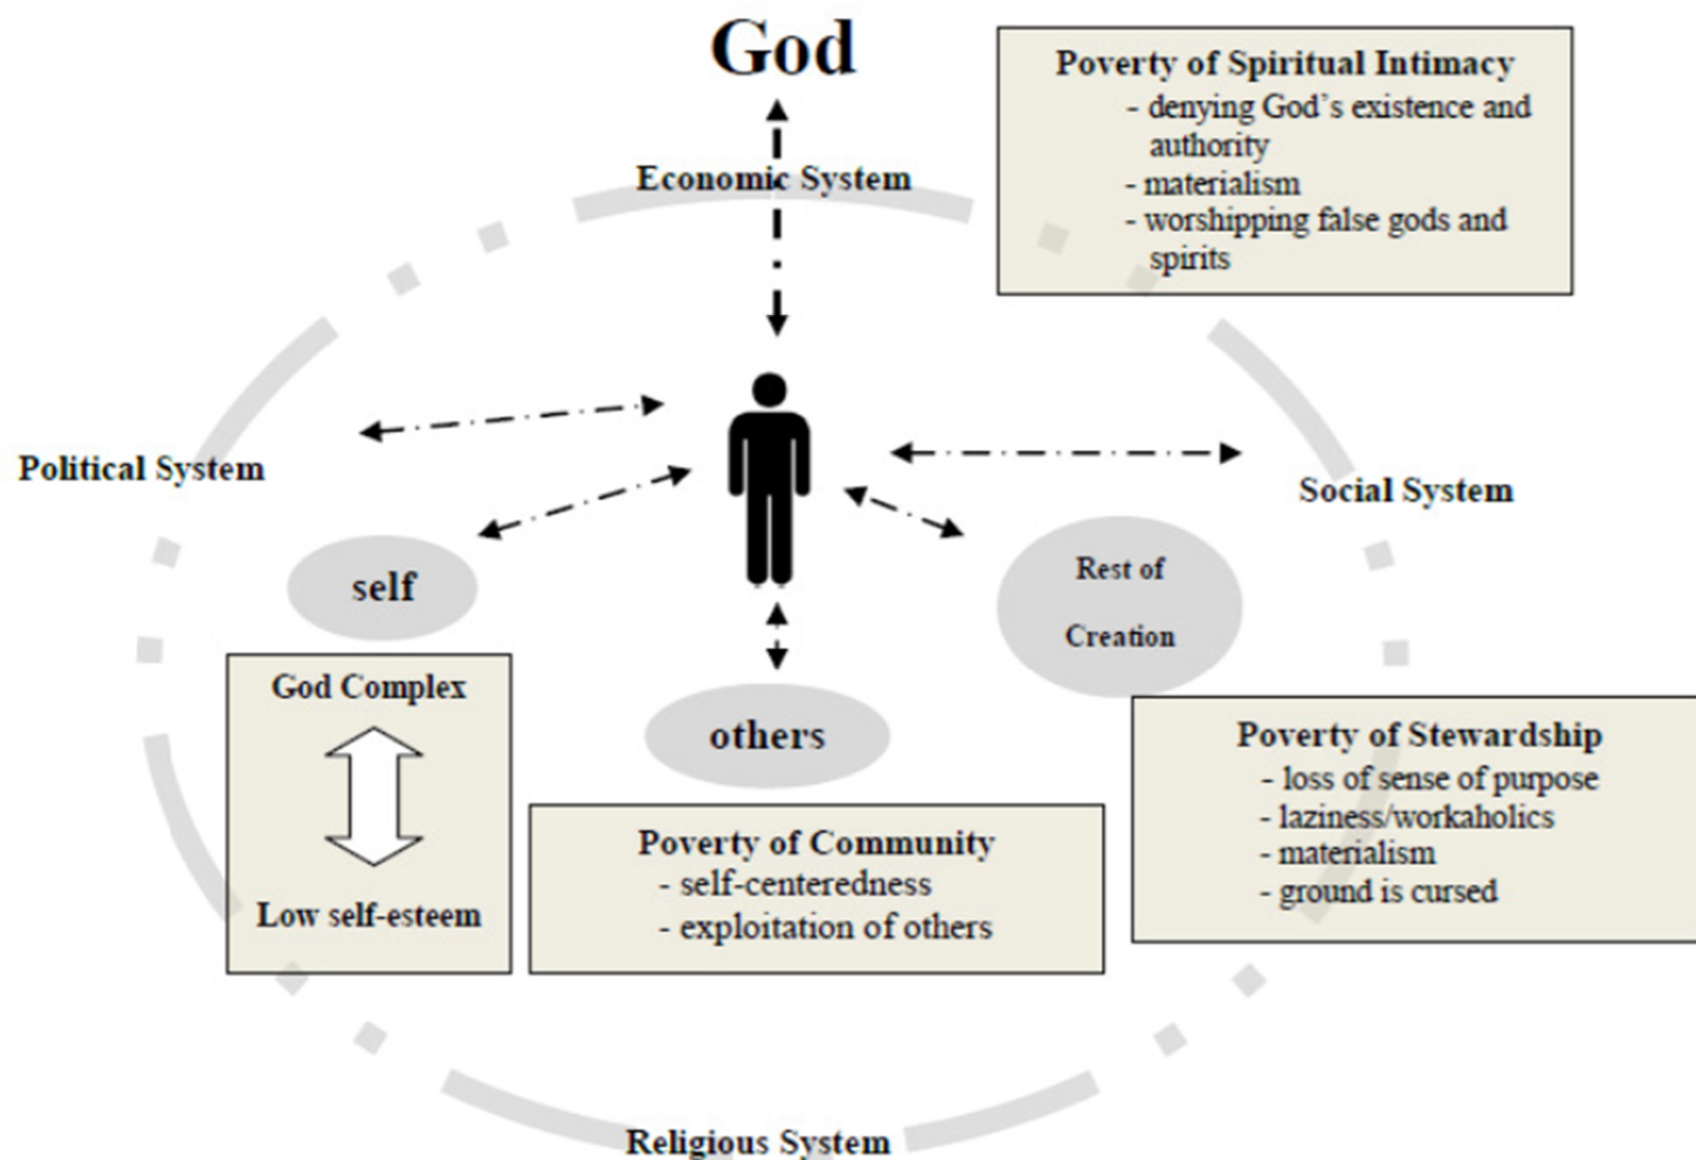 God
Poverty of Spiritual Intimacy
- denying God's existence and
authority
- materialism
- worshipping false gods and
spirits
Economic System
Political System
Social System
self
Rest of
Creation
God Complex
Low self-esteem
others
Poverty of Community
- self-centeredness
- exploitation of others
Poverty of Stewardship
- loss of sense of purpose
- laziness/workaholics
- materialism
- ground is cursed
Religious System